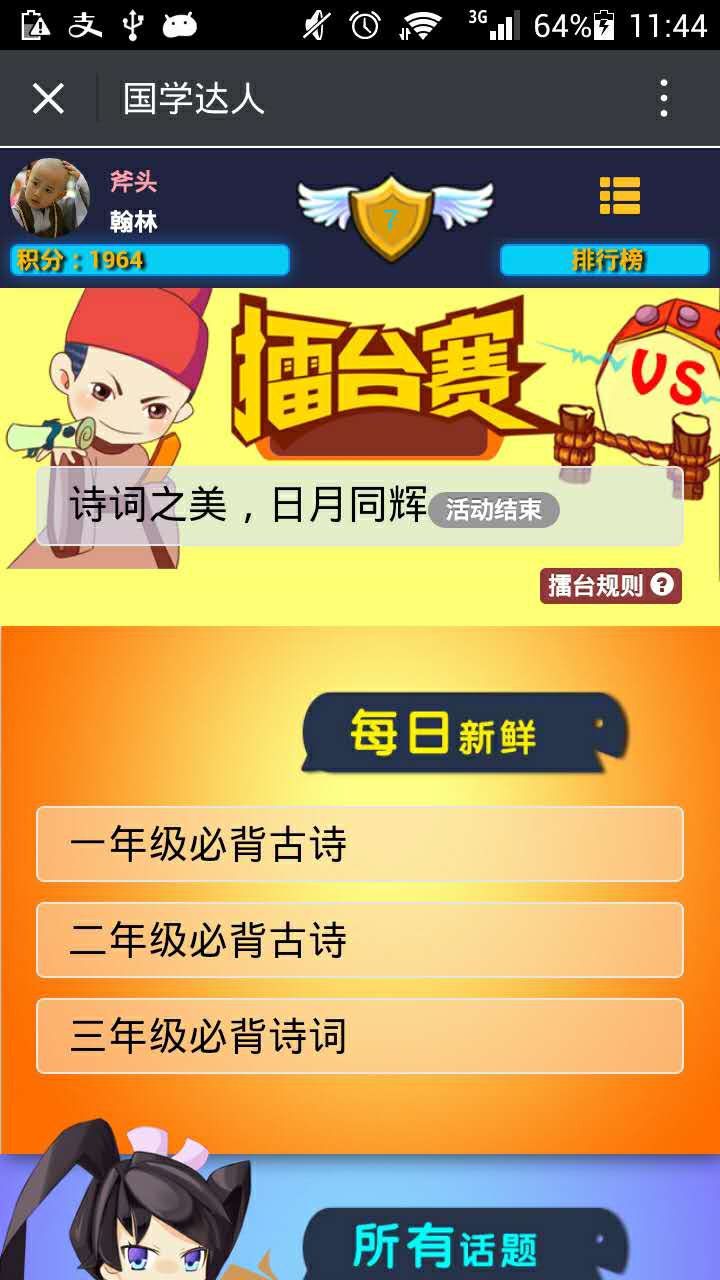 3G 64% 11:44
国学达人
斧头
翰林
7
积分：1964
排行榜
擂台赛
VS
诗词之美，日月同辉 活动结束
擂台规则 ?
每日新鲜
一年级必背古诗
二年级必背古诗
三年级必背诗词
所有话题